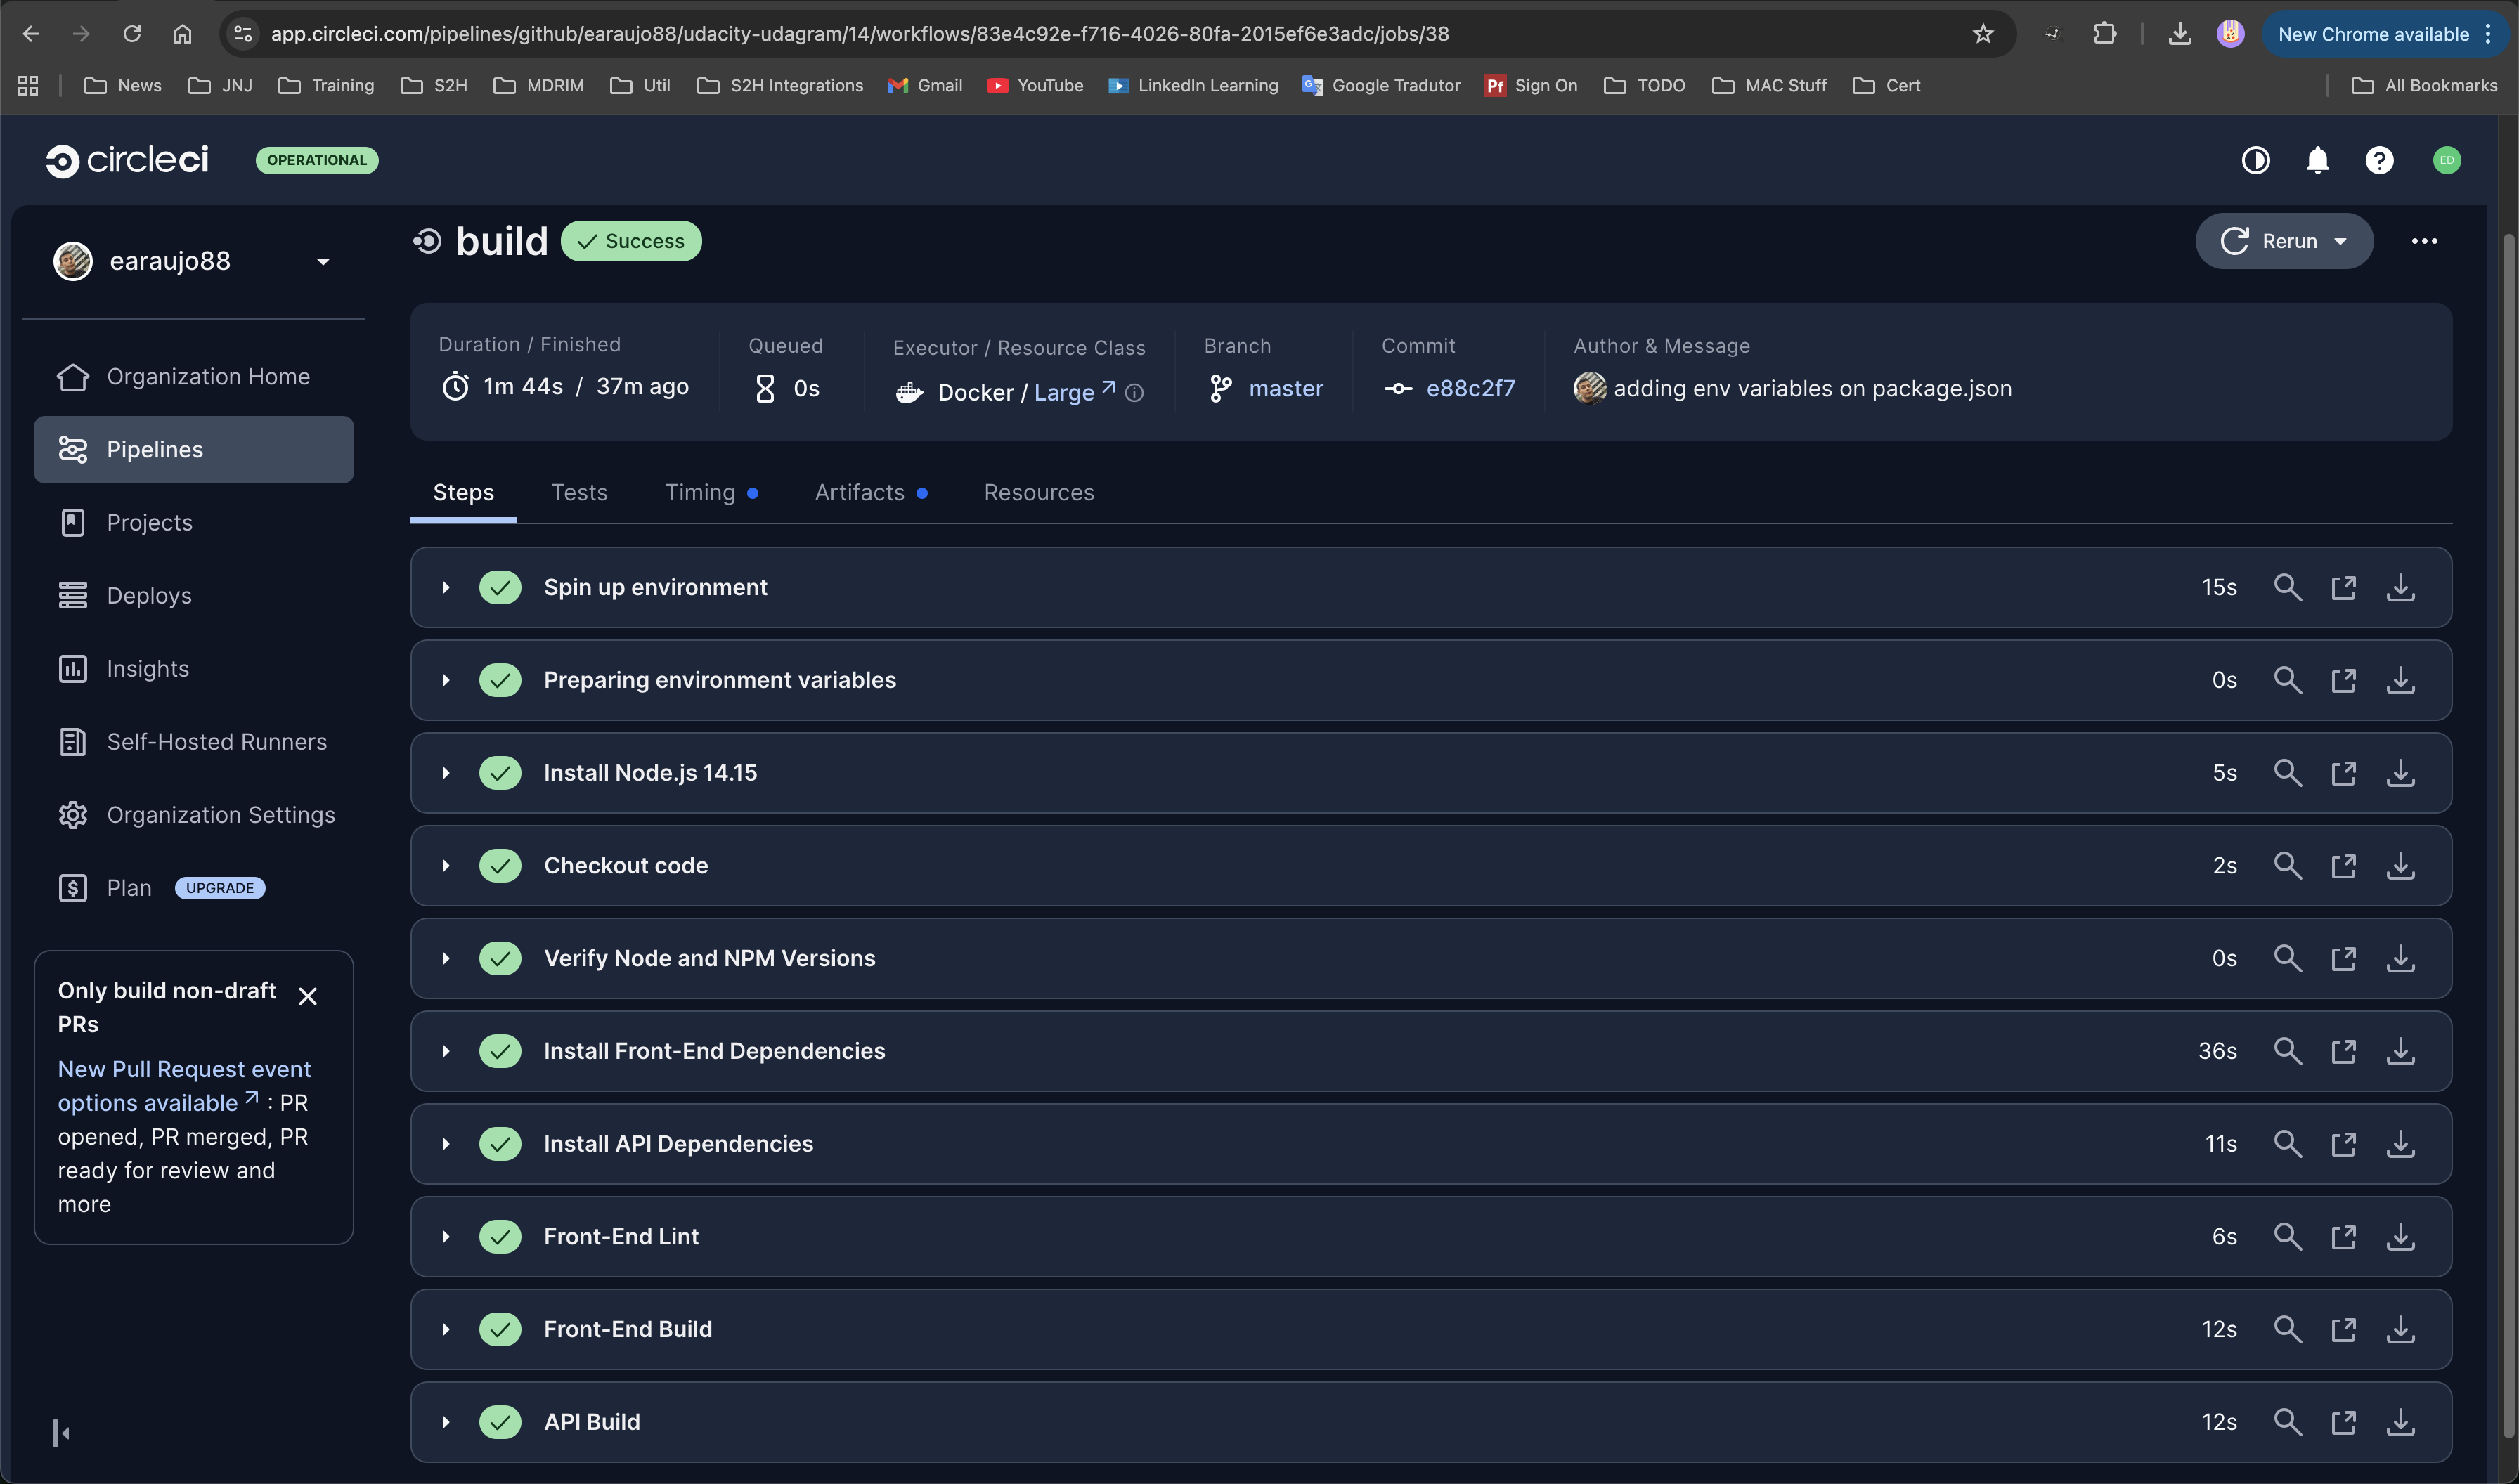 app.circleci.com/pipelines/github/earaujo88/udacity-udagram/14/workflows/83e4c92e-f716-4026-80fa-2015ef6e3adc/jobs/38
New Chrome available
News JNJ Training S2H MDRIM Util S2H Integrations Gmail YouTube LinkedIn Learning Google Tradutor Pf Sign On TODO MAC Stuff Cert All Bookmarks
circleci OPERATIONAL
ED
earaujo88
Organization Home
Pipelines
Projects
Deploys
Insights
Self-Hosted Runners
Organization Settings
Plan UPGRADE
Only build non-draft
PRs
New Pull Request event
options available : PR
opened, PR merged, PR
ready for review and
more
build Success
Rerun
Duration / Finished
1m 44s / 37m ago
Queued
0s
Executor / Resource Class
Docker / Large
Branch
master
Commit
e88c2f7
Author & Message
adding env variables on package.json
Steps Tests Timing Artifacts Resources
Spin up environment 15s
Preparing environment variables 0s
Install Node.js 14.15 5s
Checkout code 2s
Verify Node and NPM Versions 0s
Install Front-End Dependencies 36s
Install API Dependencies 11s
Front-End Lint 6s
Front-End Build 12s
API Build 12s